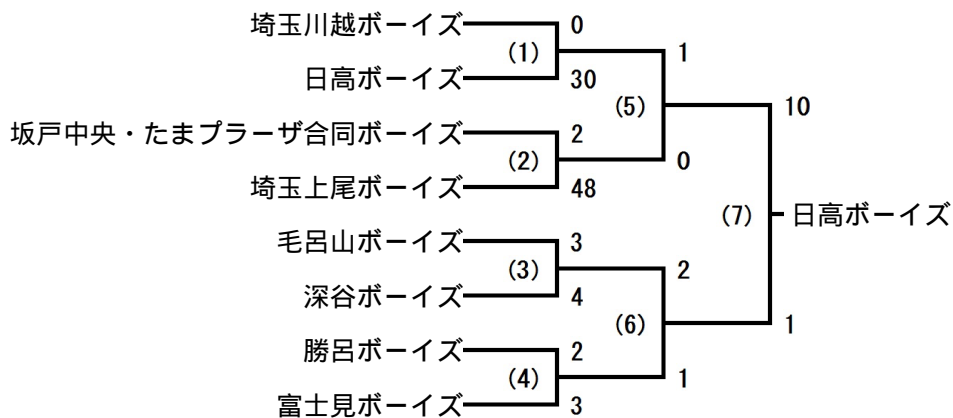 埼玉川越ボーイズ 0
(1) 1
日高ボーイズ 30
(5) 10
坂戸中央・たまプラーザ合同ボーイズ 2
(2) 0
埼玉上尾ボーイズ 48
(7) 日高ボーイズ
毛呂山ボーイズ 3
(3) 2
深谷ボーイズ 4
(6) 1
勝呂ボーイズ 2
(4) 1
富士見ボーイズ 3